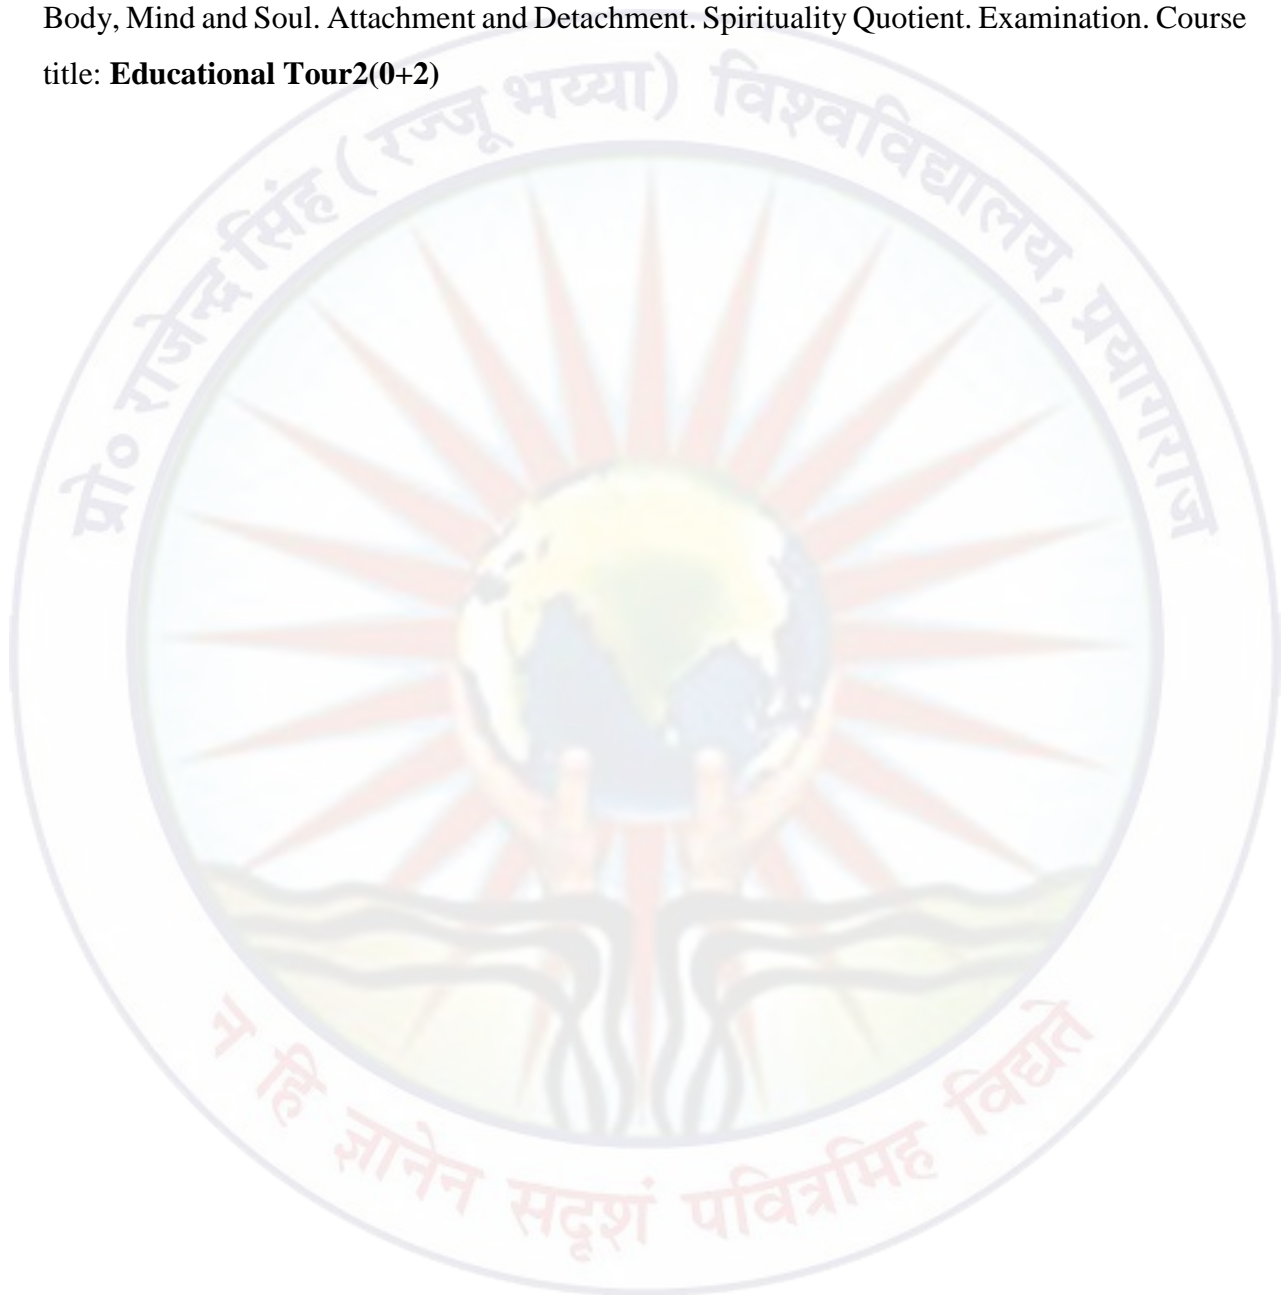 Body, Mind and Soul. Attachment and Detachment. Spirituality Quotient. Examination. Course
title: Educational Tour2(0+2)
प्रो० राजेन्द्र सिंह ( रज्जू भय्या) विश्वविद्यालय, प्रयागराज
न हि ज्ञानेन सदृशं पवित्रमिह विद्यते